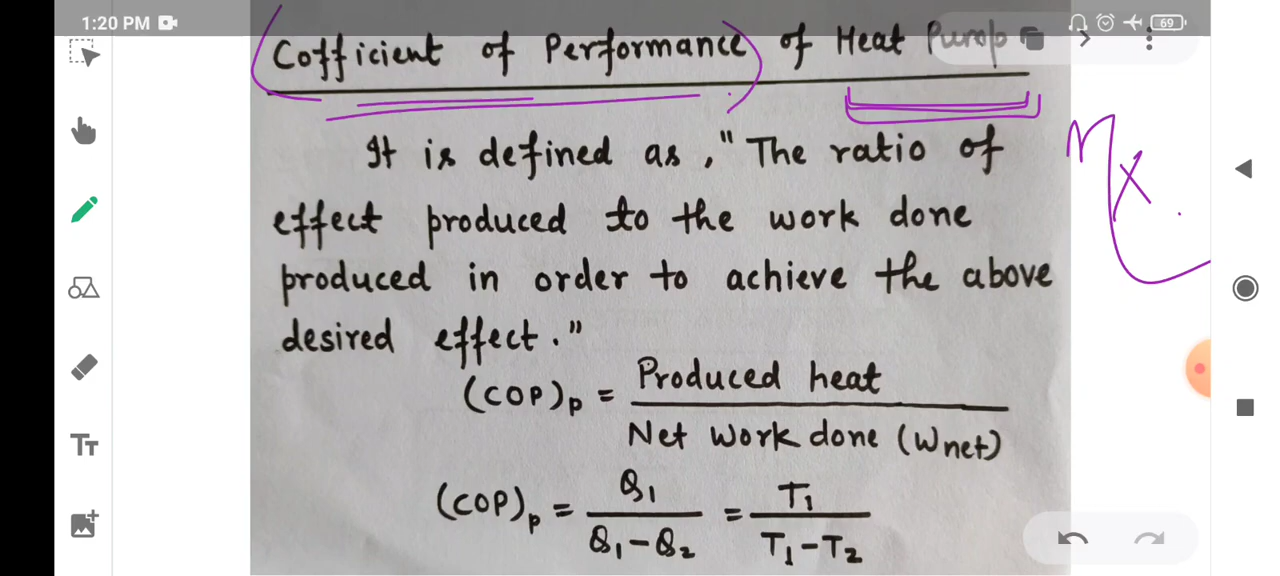 1:20 PM 69
Cofficient of Performance) of Heat Pump
It is defined as, "The ratio of
effect produced to the work done
produced in order to achieve the above
desired effect."
(COP)p = Produced heat
Net work done (Wnet)
(COP)p = Q1 / Q1-Q2 = T1 / T1-T2
η X
Tт